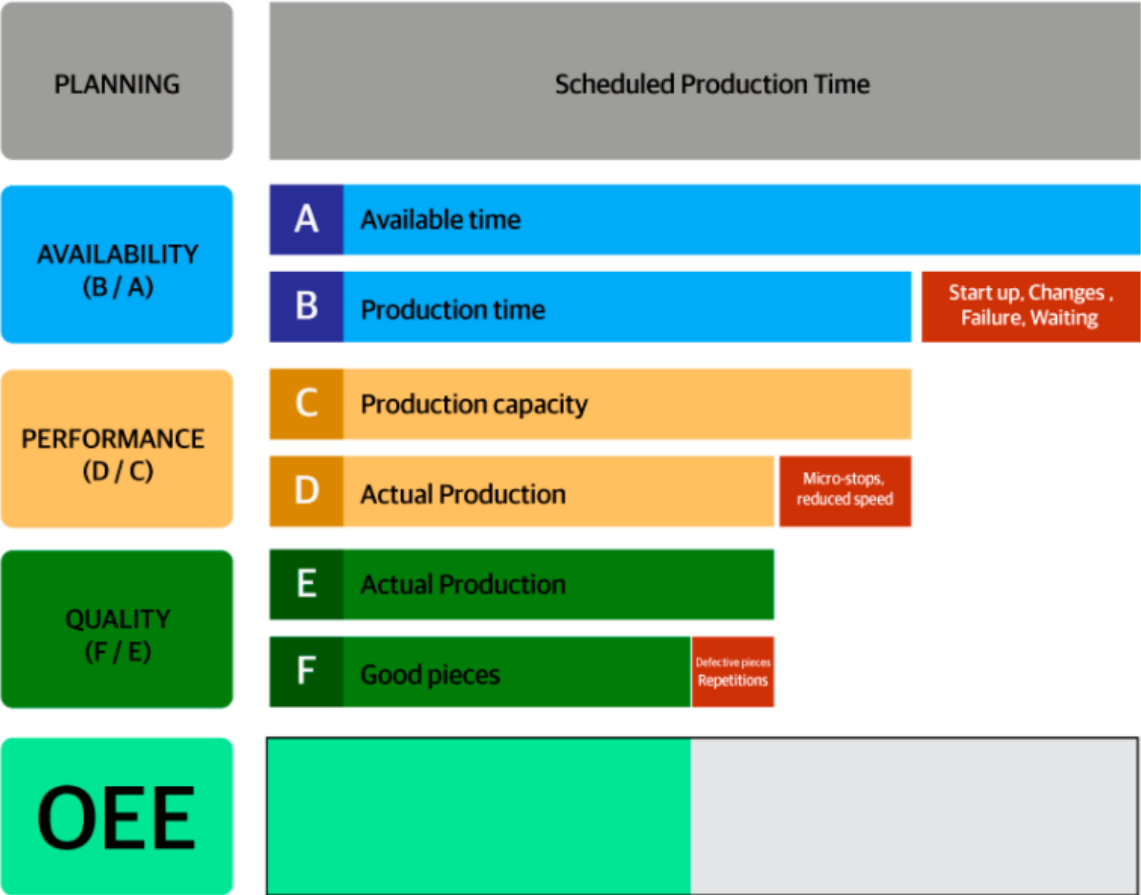 PLANNING
Scheduled Production Time
AVAILABILITY
(B / A)
A
Available time
B
Production time
Start up, Changes ,
Failure, Waiting
PERFORMANCE
(D / C)
C
Production capacity
D
Actual Production
Micro-stops,
reduced speed
QUALITY
(F / E)
E
Actual Production
F
Good pieces
Defective pieces
Repetitions
OEE